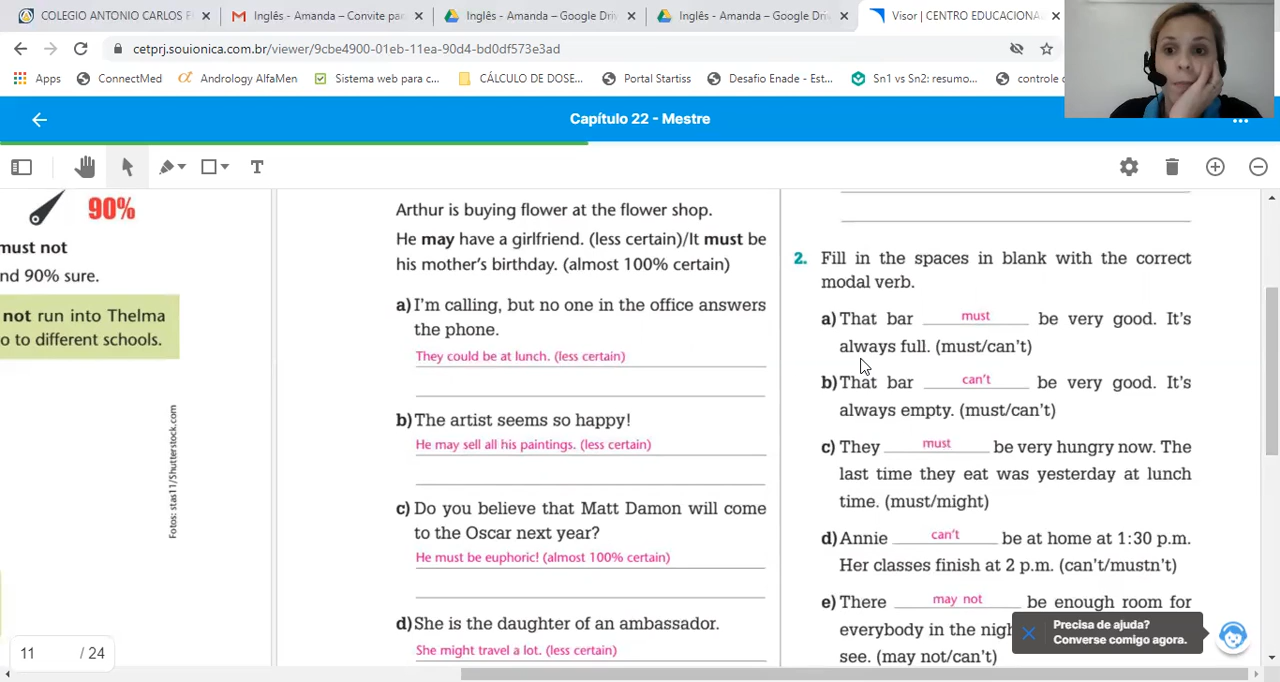 COLEGIO ANTONIO CARLOS F
Inglês - Amanda – Convite par
Inglês - Amanda – Google Driv
Inglês - Amanda – Google Driv
Visor | CENTRO EDUCACIONA
cetprj.souionica.com.br/viewer/9cbe4900-01eb-11ea-90d4-bd0df573e3ad
Apps
ConnectMed
Andrology AlfaMen
Sistema web para c...
CÁLCULO DE DOSE...
Portal Startiss
Desafio Enade - Est...
Sn1 vs Sn2: resumo...
controle
Capítulo 22 - Mestre
T
90%
must not
nd 90% sure.
not run into Thelma
o to different schools.
Fotos: stas11/Shutterstock.com
Arthur is buying flower at the flower shop.
He may have a girlfriend. (less certain)/It must be
his mother's birthday. (almost 100% certain)
a) I'm calling, but no one in the office answers
the phone.
They could be at lunch. (less certain)
b) The artist seems so happy!
He may sell all his paintings. (less certain)
c) Do you believe that Matt Damon will come
to the Oscar next year?
He must be euphoric! (almost 100% certain)
d) She is the daughter of an ambassador.
She might travel a lot. (less certain)
2. Fill in the spaces in blank with the correct
modal verb.
a) That bar must be very good. It's
always full. (must/can't)
b) That bar can't be very good. It's
always empty. (must/can't)
c) They must be very hungry now. The
last time they eat was yesterday at lunch
time. (must/might)
d) Annie can't be at home at 1:30 p.m.
Her classes finish at 2 p.m. (can't/mustn't)
e) There may not be enough room for
everybody in the nigh
see. (may not/can't)
Precisa de ajuda?
Converse comigo agora.
11 / 24